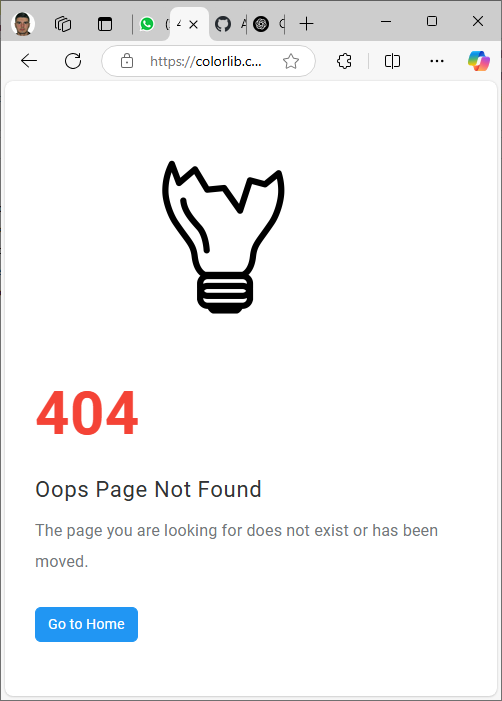 https://colorlib.c...
404
Oops Page Not Found
The page you are looking for does not exist or has been
moved.
Go to Home